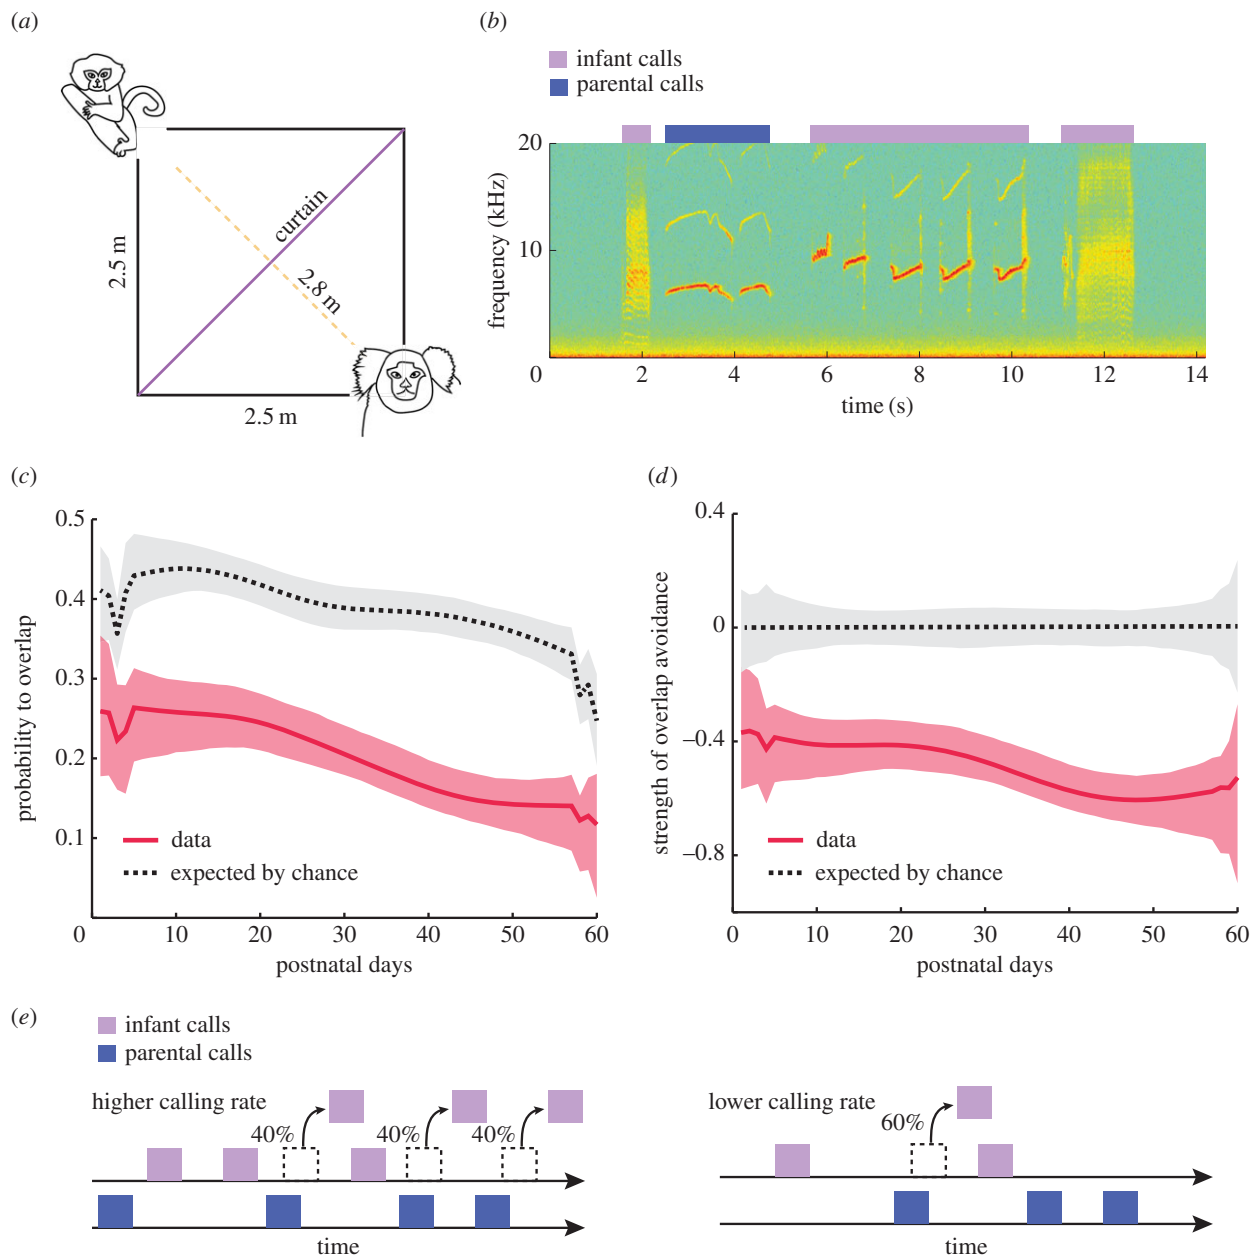 (a)
curtain
2.8 m
2.5 m
2.5 m
(b)
infant calls
parental calls
frequency (kHz)
20
10
0
2
4
6
8
10
12
14
time (s)
(c)
probability to overlap
0.5
0.4
0.3
0.2
0.1
data
expected by chance
0
10
20
30
40
50
60
postnatal days
(d)
strength of overlap avoidance
0.4
0
–0.4
–0.8
data
expected by chance
0
10
20
30
40
50
60
postnatal days
(e)
infant calls
parental calls
higher calling rate
40%
40%
40%
time
lower calling rate
60%
time